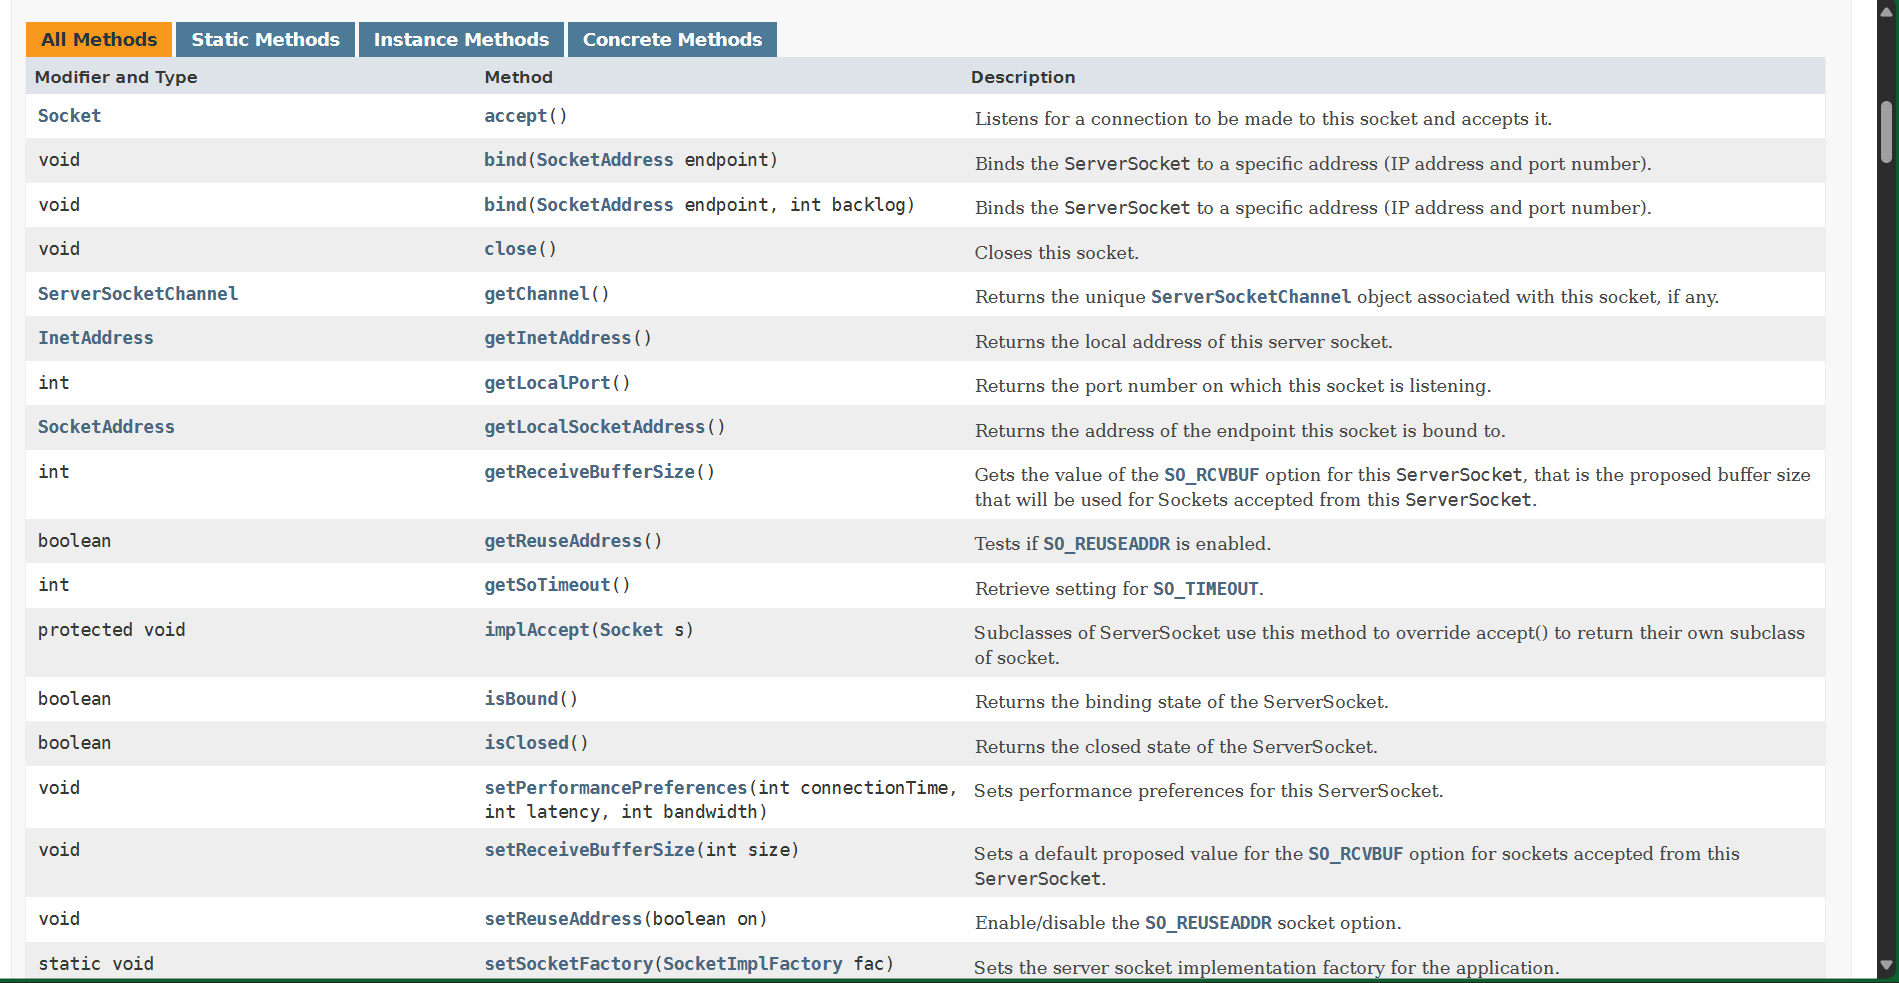 All Methods Static Methods Instance Methods Concrete Methods
Modifier and Type Method Description
Socket accept() Listens for a connection to be made to this socket and accepts it.
void bind(SocketAddress endpoint) Binds the ServerSocket to a specific address (IP address and port number).
void bind(SocketAddress endpoint, int backlog) Binds the ServerSocket to a specific address (IP address and port number).
void close() Closes this socket.
ServerSocketChannel getChannel() Returns the unique ServerSocketChannel object associated with this socket, if any.
InetAddress getInetAddress() Returns the local address of this server socket.
int getLocalPort() Returns the port number on which this socket is listening.
SocketAddress getLocalSocketAddress() Returns the address of the endpoint this socket is bound to.
int getReceiveBufferSize() Gets the value of the SO_RCVBUF option for this ServerSocket, that is the proposed buffer size
that will be used for Sockets accepted from this ServerSocket.
boolean getReuseAddress() Tests if SO_REUSEADDR is enabled.
int getSoTimeout() Retrieve setting for SO_TIMEOUT.
protected void implAccept(Socket s) Subclasses of ServerSocket use this method to override accept() to return their own subclass
of socket.
boolean isBound() Returns the binding state of the ServerSocket.
boolean isClosed() Returns the closed state of the ServerSocket.
void setPerformancePreferences(int connectionTime, Sets performance preferences for this ServerSocket.
int latency, int bandwidth)
void setReceiveBufferSize(int size) Sets a default proposed value for the SO_RCVBUF option for sockets accepted from this
ServerSocket.
void setReuseAddress(boolean on) Enable/disable the SO_REUSEADDR socket option.
static void setSocketFactory(SocketImplFactory fac) Sets the server socket implementation factory for the application.